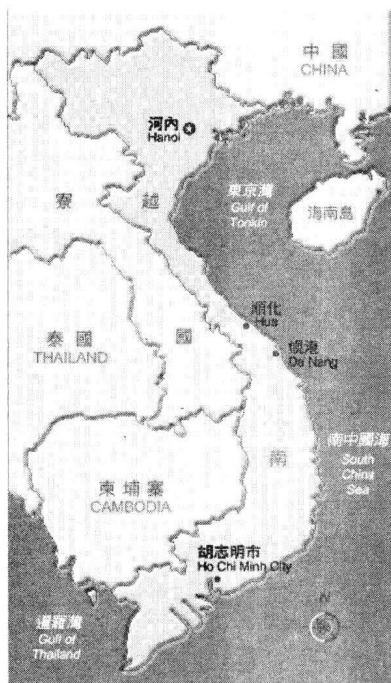 中國
CHINA
河內
Hanoi
東京灣
Gulf of
Tonkin
海南島
寮
越
順化
Hue
峴港
Da Nang
泰國
THAILAND
國
南
南中國海
South
China
Sea
柬埔寨
CAMBODIA
胡志明市
Ho Chi Minh City
暹羅灣
Gulf of
Thailand
N